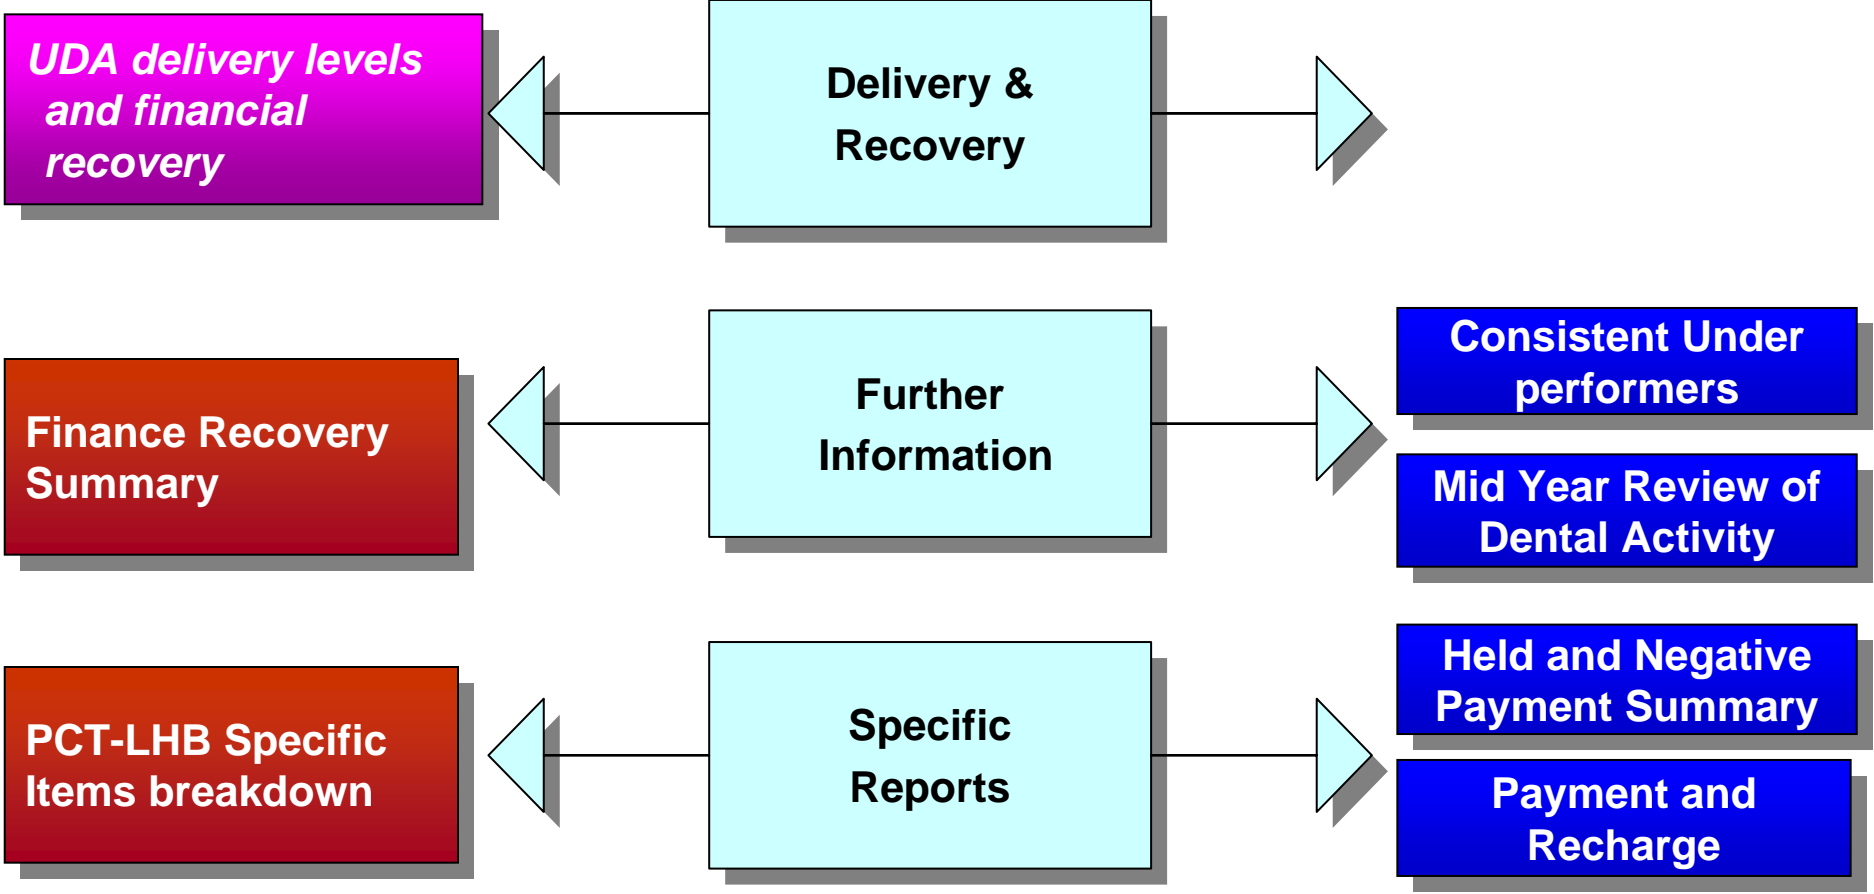 UDA delivery levels
and financial
recovery
Delivery &
Recovery
Finance Recovery
Summary
Further
Information
Consistent Under
performers
Mid Year Review of
Dental Activity
PCT-LHB Specific
Items breakdown
Specific
Reports
Held and Negative
Payment Summary
Payment and
Recharge